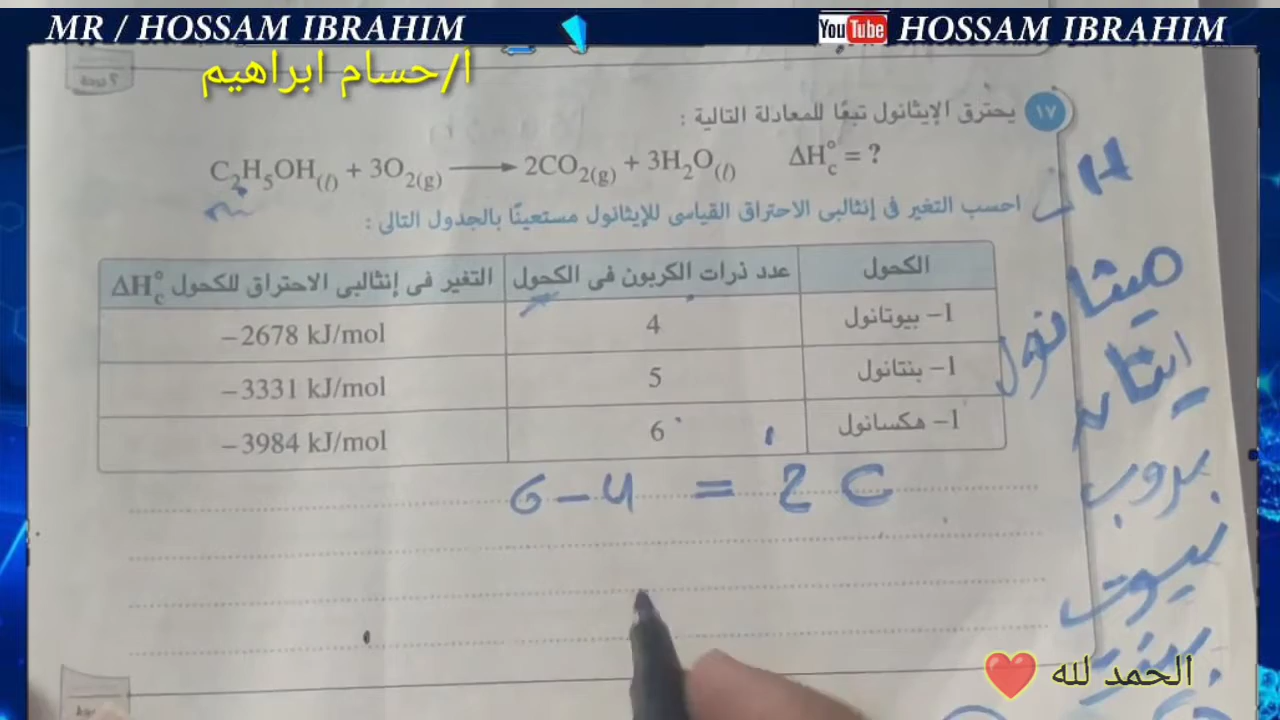 MR / HOSSAM IBRAHIM
YouTube HOSSAM IBRAHIM
ا/حسام ابراهيم
١٧ يحترق الإيثانول تبعًا للمعادلة التالية :
C₂H₅OH(l) + 3O₂(g) ⟶ 2CO₂(g) + 3H₂O(l) ΔH°c = ?
احسب التغير فى إنثالبى الاحتراق القياسى للإيثانول مستعينًا بالجدول التالى :
الكحول عدد ذرات الكربون فى الكحول التغير فى إنثالبى الاحتراق للكحول ΔH°c
1– بيوتانول 4 –2678 kJ/mol
1– بنتانول 5 –3331 kJ/mol
1– هكسانول 6 –3984 kJ/mol
6 – 4 = 2 C
ميثانول
ايثا
بروب
بيوت
بنت
الحمد لله